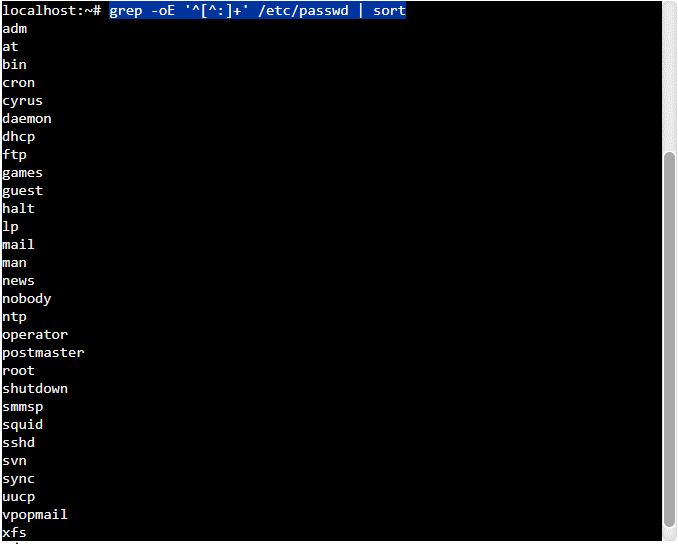 localhost:~# grep -oE '^[^:]+' /etc/passwd | sort
adm
at
bin
cron
cyrus
daemon
dhcp
ftp
games
guest
halt
lp
mail
man
news
nobody
ntp
operator
postmaster
root
shutdown
smmsp
squid
sshd
svn
sync
uucp
vpopmail
xfs